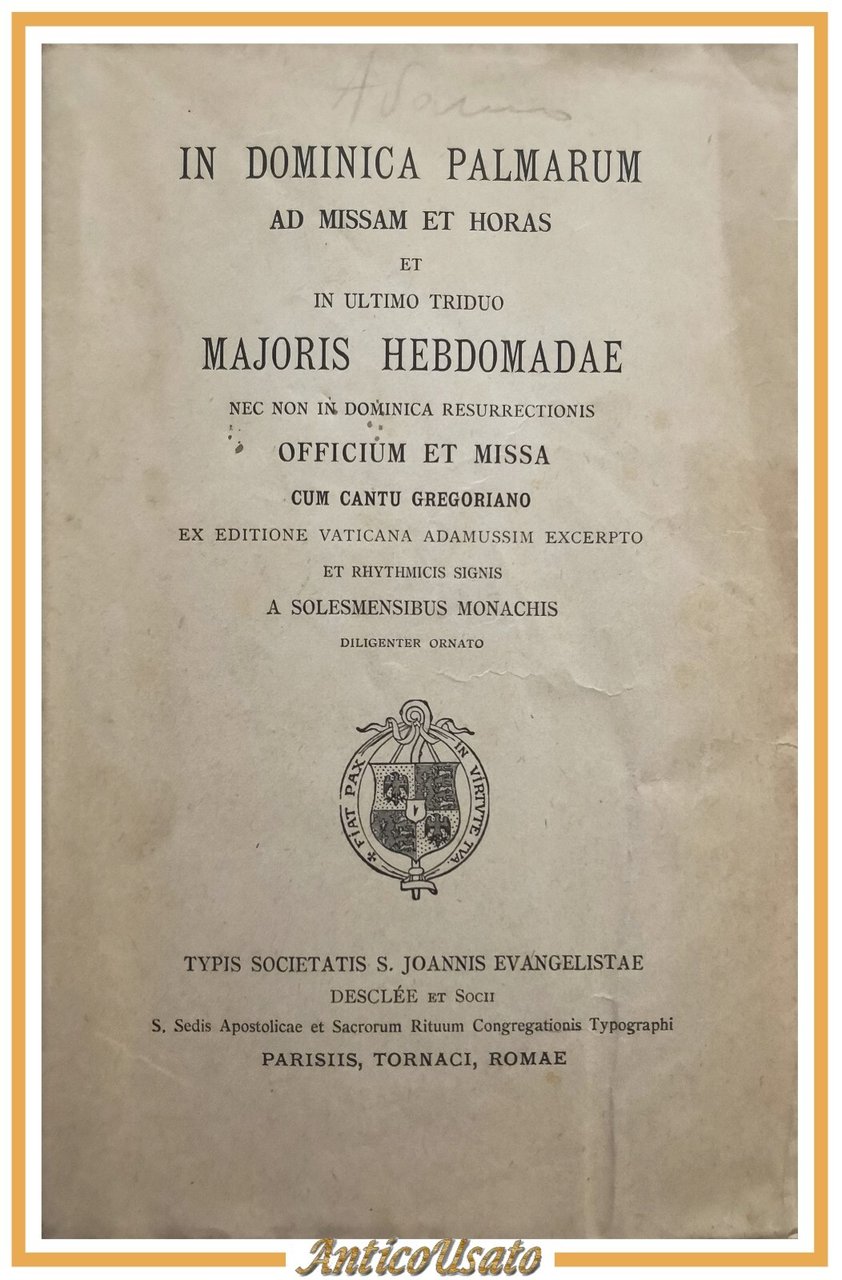 IN DOMINICA PALMARUM
AD MISSAM ET HORAS
ET
IN ULTIMO TRIDUO
MAJORIS HEBDOMADAE
NEC NON IN DOMINICA RESURRECTIONIS
OFFICIUM ET MISSA
CUM CANTU GREGORIANO
EX EDITIONE VATICANA ADAMUSSIM EXCERPTO
ET RHYTHMICIS SIGNIS
A SOLESMENSIBUS MONACHIS
DILIGENTER ORNATO
✠ FIAT PAX IN VIRTVTE TVA
TYPIS SOCIETATIS S. JOANNIS EVANGELISTAE
DESCLÉE ET SOCII
S. Sedis Apostolicae et Sacrorum Rituum Congregationis Typographi
PARISIIS, TORNACI, ROMAE
AnticoUsato